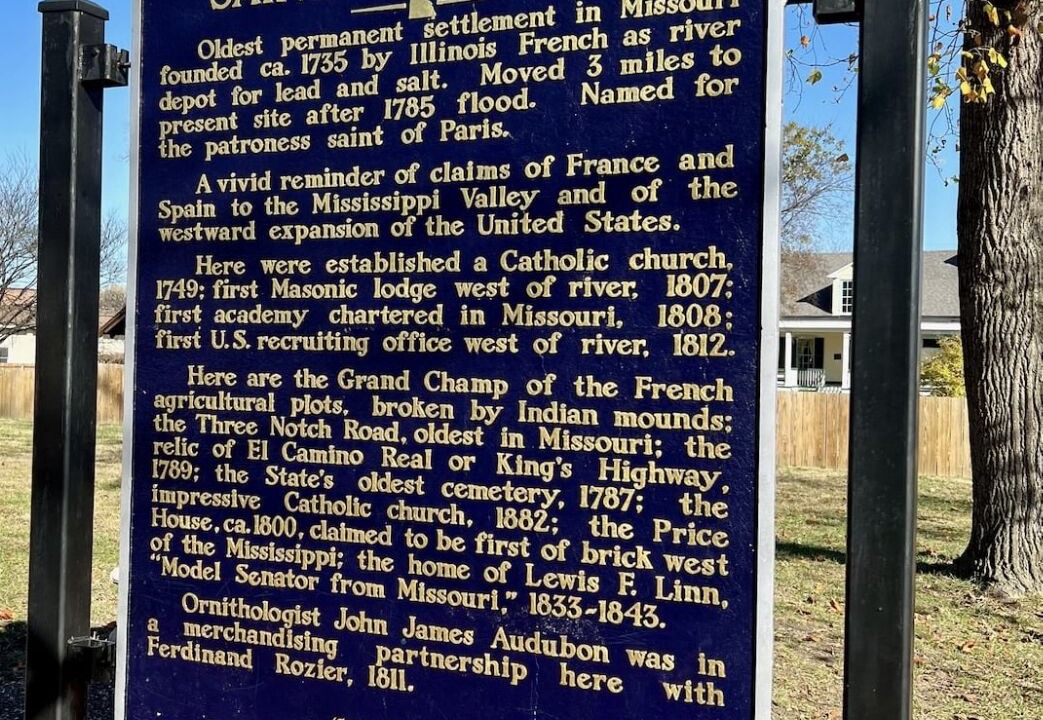 Oldest permanent settlement in Missouri
founded ca. 1735 by Illinois French as river
depot for lead and salt. Moved 3 miles to
present site after 1785 flood. Named for
the patroness saint of Paris.
A vivid reminder of claims of France and
Spain to the Mississippi Valley and of the
westward expansion of the United States.
Here were established a Catholic church,
1749; first Masonic lodge west of river, 1807;
first academy chartered in Missouri, 1808;
first U.S. recruiting office west of river, 1812.
Here are the Grand Champ of the French
agricultural plots, broken by Indian mounds;
the Three Notch Road, oldest in Missouri; the
relic of El Camino Real or King's Highway,
1789; the State's oldest cemetery, 1787; the
impressive Catholic church, 1882; the Price
House, ca. 1800, claimed to be first of brick west
of the Mississippi; the home of Lewis F. Linn,
"Model Senator from Missouri," 1833-1843.
Ornithologist John James Audubon was in
a merchandising partnership here with
Ferdinand Rozier, 1811.